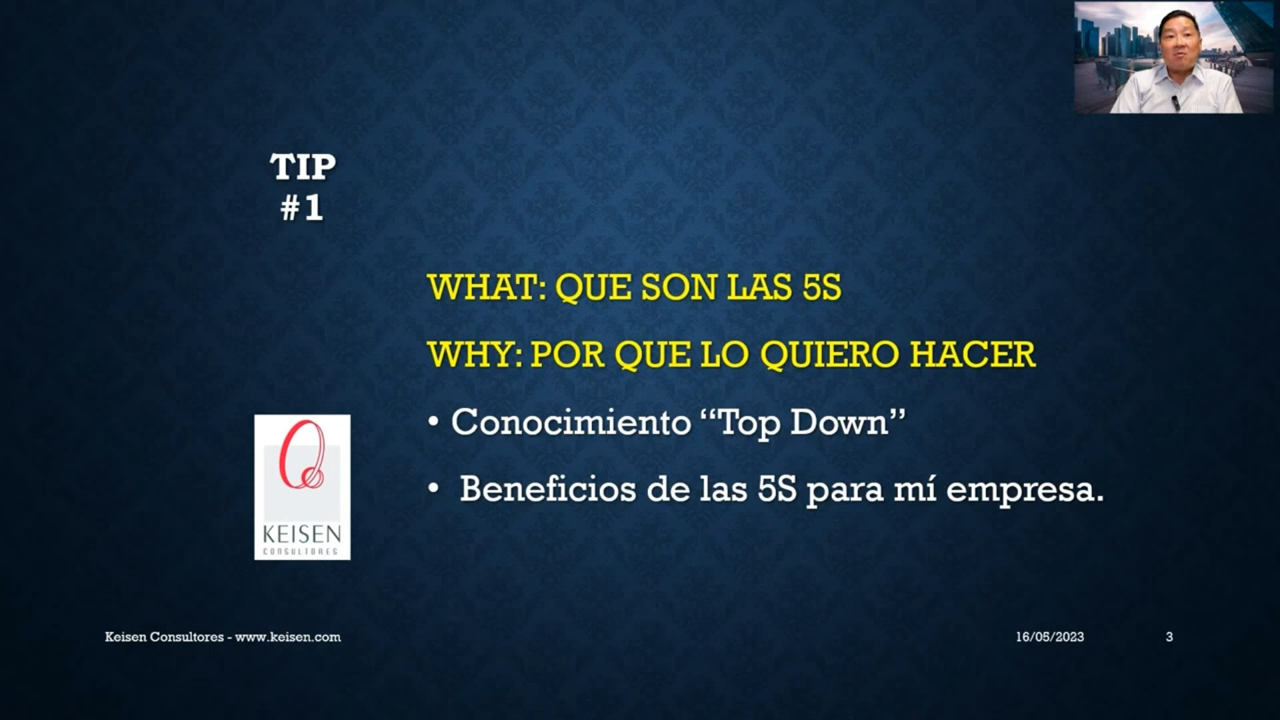 TIP
#1
WHAT: QUE SON LAS 5S
WHY: POR QUE LO QUIERO HACER
• Conocimiento “Top Down”
• Beneficios de las 5S para mí empresa.
KEISEN
CONSULTORES
Keisen Consultores - www.keisen.com
16/05/2023
3